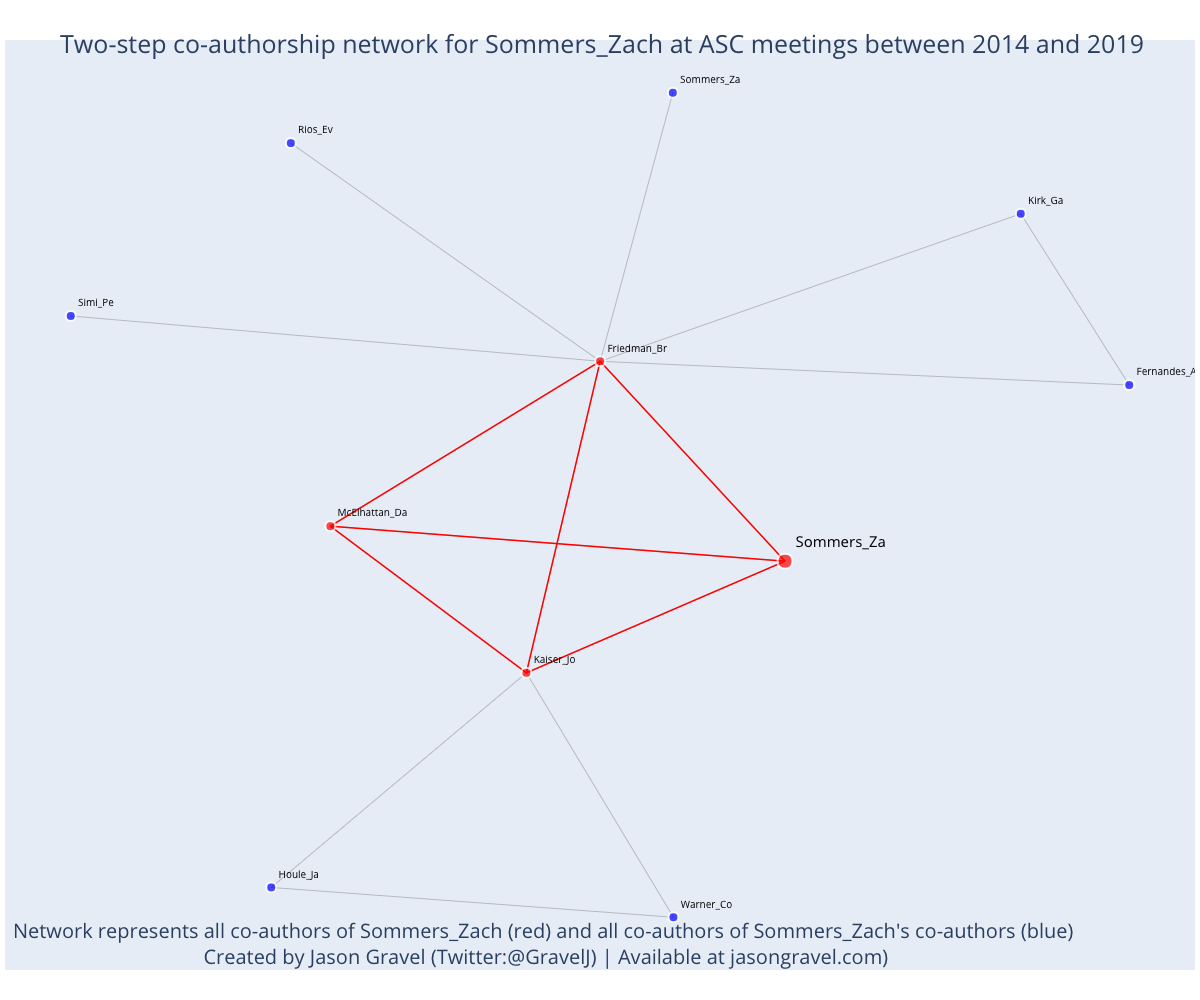 Two-step co-authorship network for Sommers_Zach at ASC meetings between 2014 and 2019
Sommers_Za
Rios_Ev
Kirk_Ga
Simi_Pe
Friedman_Br
Fernandes_A
McElhattan_Da
Sommers_Za
Kaiser_Jo
Houle_Ja
Warner_Co
Network represents all co-authors of Sommers_Zach (red) and all co-authors of Sommers_Zach's co-authors (blue)
Created by Jason Gravel (Twitter:@GravelJ) | Available at jasongravel.com)